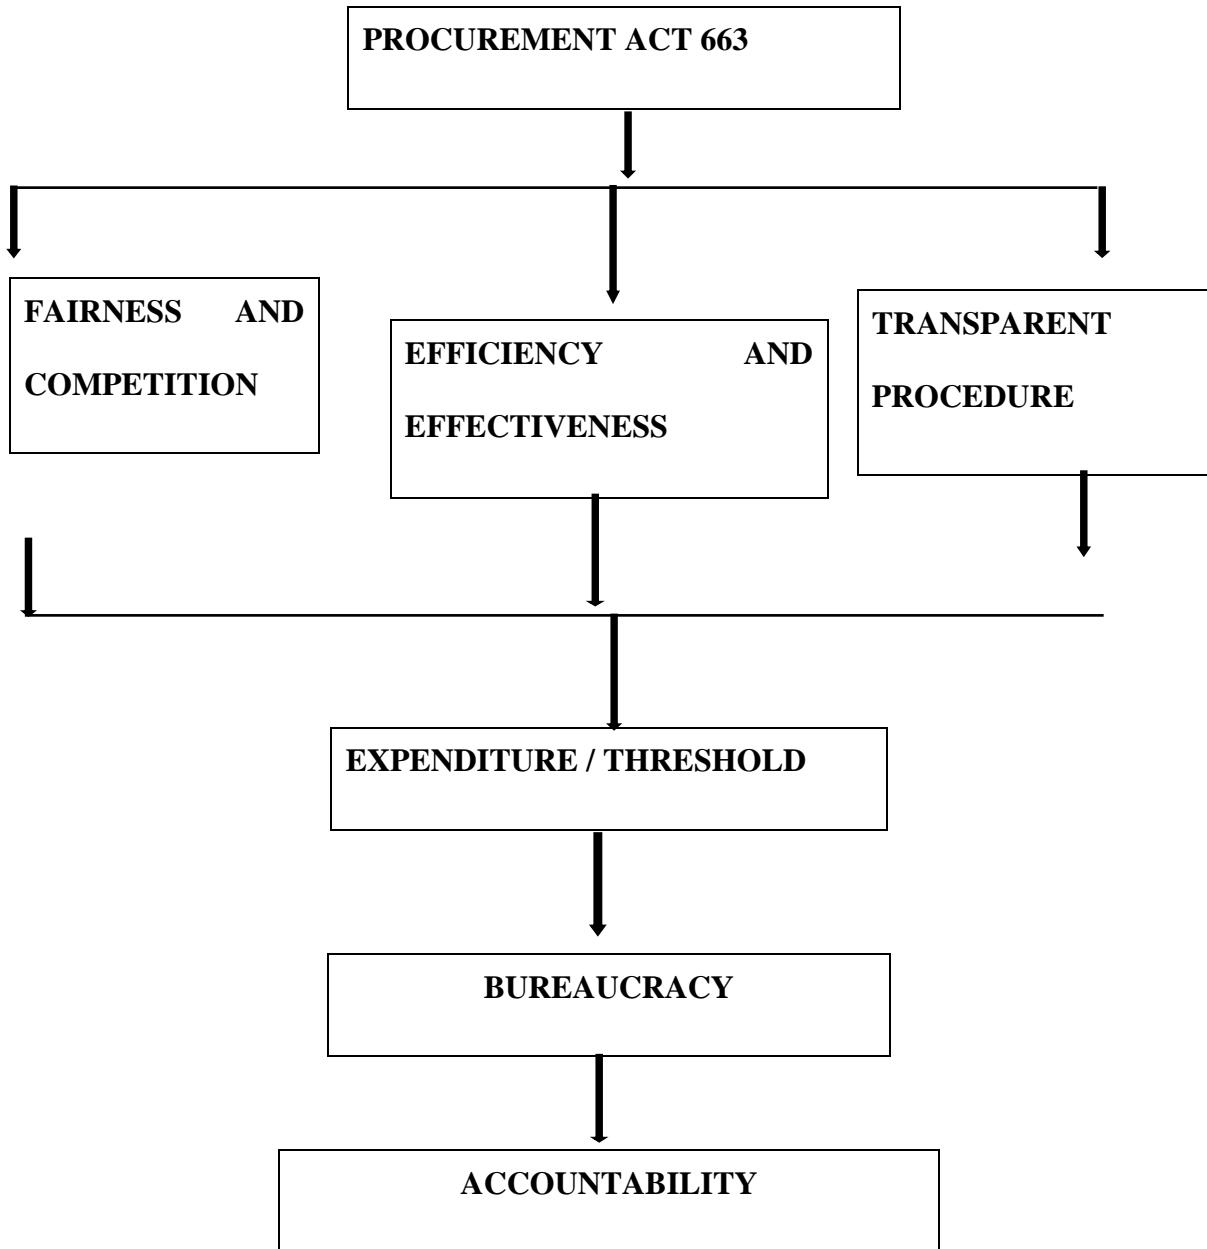 PROCUREMENT ACT 663
FAIRNESS AND
COMPETITION
EFFICIENCY AND
EFFECTIVENESS
TRANSPARENT
PROCEDURE
EXPENDITURE / THRESHOLD
BUREAUCRACY
ACCOUNTABILITY